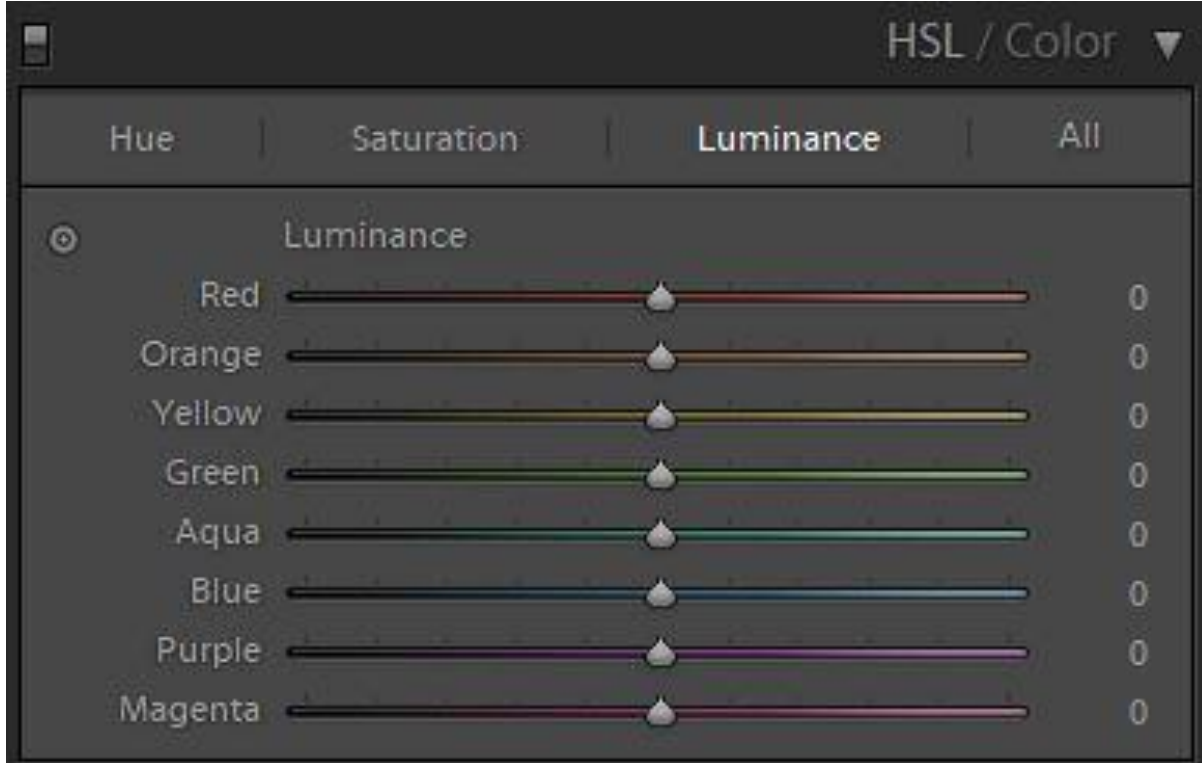 HSL / Color
Hue | Saturation | Luminance | All
Luminance
Red 0
Orange 0
Yellow 0
Green 0
Aqua 0
Blue 0
Purple 0
Magenta 0